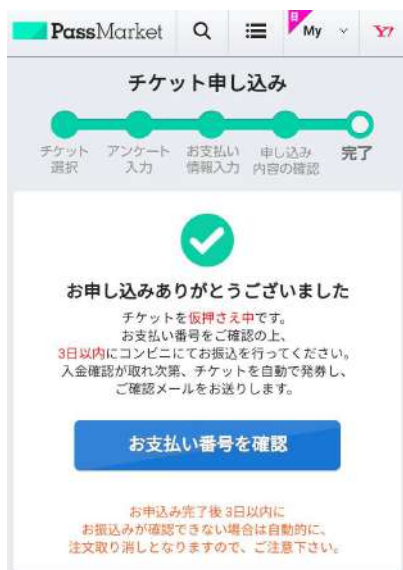 PassMarket
日
My
Y?
チケット申し込み
チケット選択
アンケート入力
お支払い情報入力
申し込み内容の確認
完了
お申し込みありがとうございました
チケットを仮押さえ中です。
お支払い番号をご確認の上、
3日以内にコンビニにてお振込を行ってください。
入金確認が取れ次第、チケットを自動で発券し、
ご確認メールをお送りします。
お支払い番号を確認
お申込み完了後 3日以内に
お振込みが確認できない場合は自動的に、
注文取り消しとなりますので、ご注意下さい。